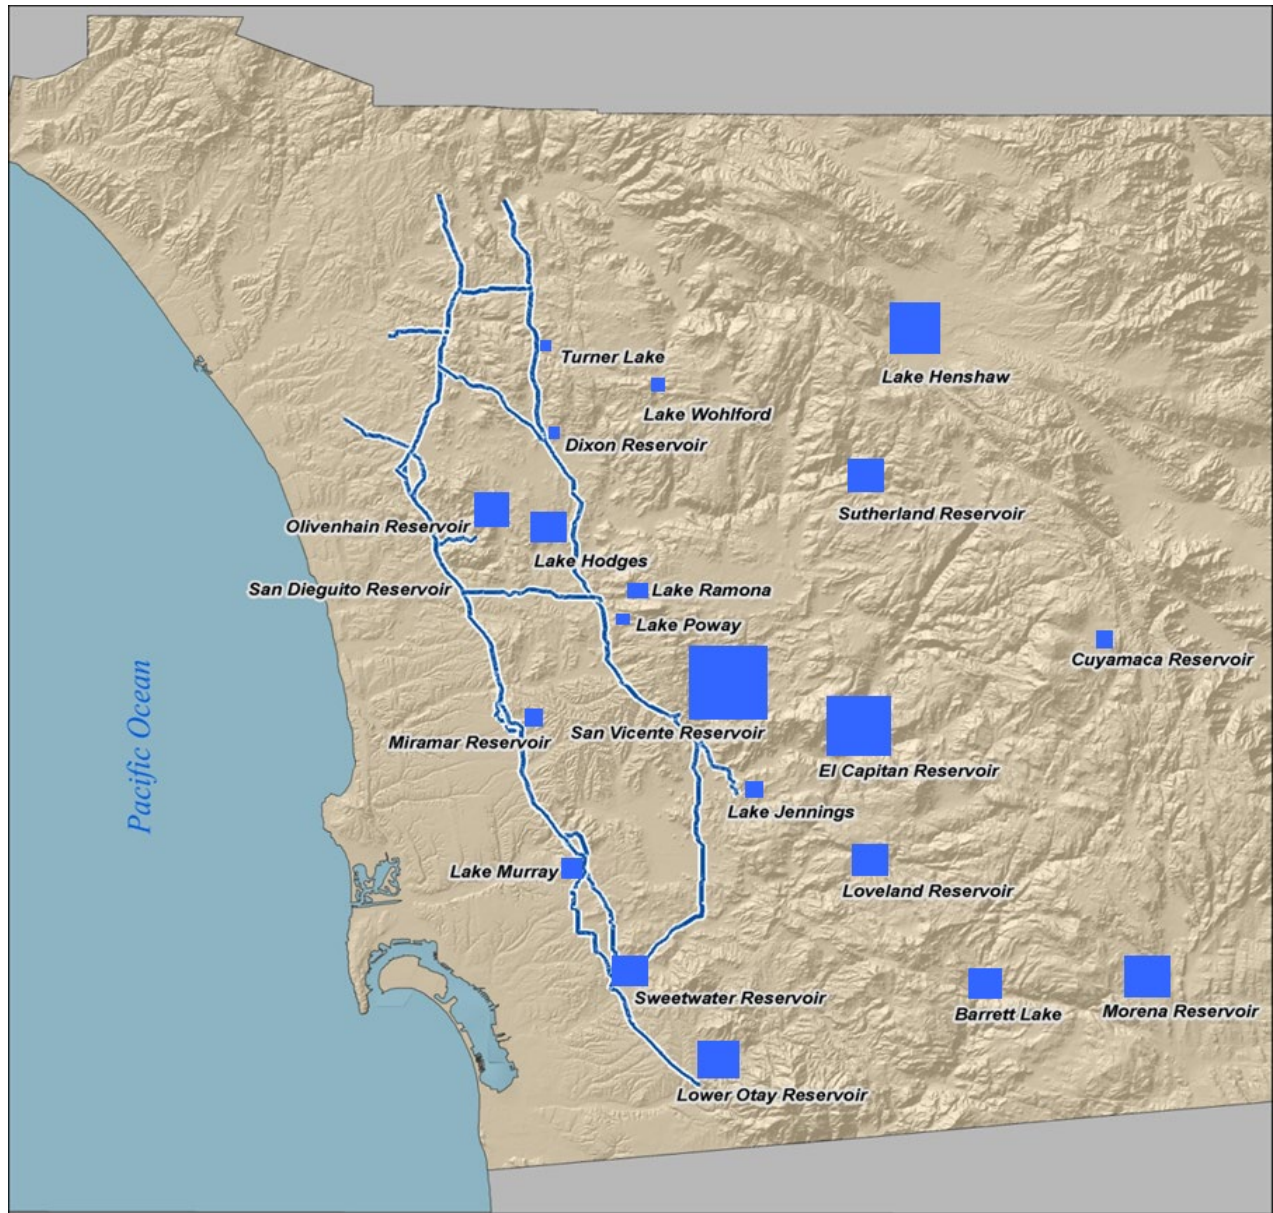 Turner Lake
Lake Henshaw
Lake Wohlford
Dixon Reservoir
Sutherland Reservoir
Olivenhain Reservoir
Lake Hodges
San Dieguito Reservoir
Lake Ramona
Lake Poway
Cuyamaca Reservoir
Pacific Ocean
San Vicente Reservoir
Miramar Reservoir
El Capitan Reservoir
Lake Jennings
Lake Murray
Loveland Reservoir
Sweetwater Reservoir
Barrett Lake
Morena Reservoir
Lower Otay Reservoir